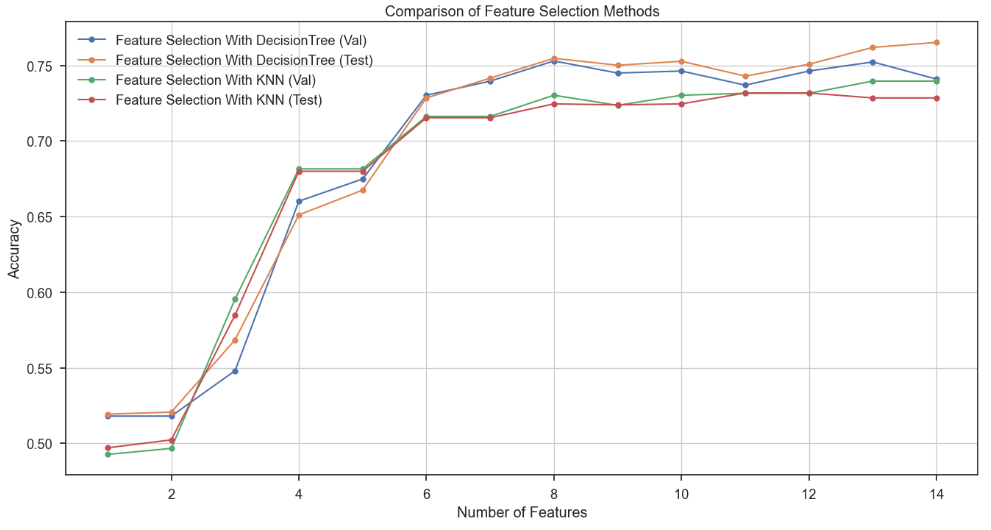 Comparison of Feature Selection Methods
Feature Selection With DecisionTree (Val)
Feature Selection With DecisionTree (Test)
Feature Selection With KNN (Val)
Feature Selection With KNN (Test)
0.75
0.70
0.65
0.60
0.55
0.50
Accuracy
2 4 6 8 10 12 14
Number of Features